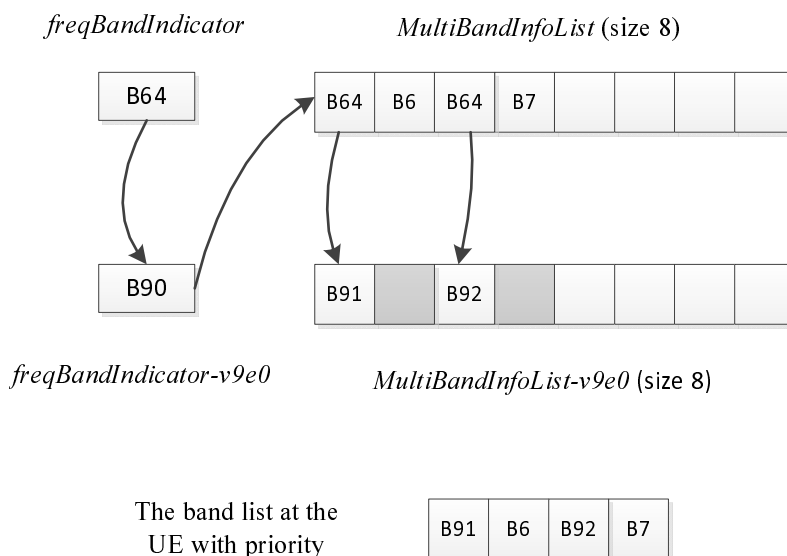 freqBandIndicator
MultiBandInfoList (size 8)
B64
B64 B6 B64 B7
B90
B91 B92
freqBandIndicator-v9e0
MultiBandInfoList-v9e0 (size 8)
The band list at the
UE with priority
B91 B6 B92 B7